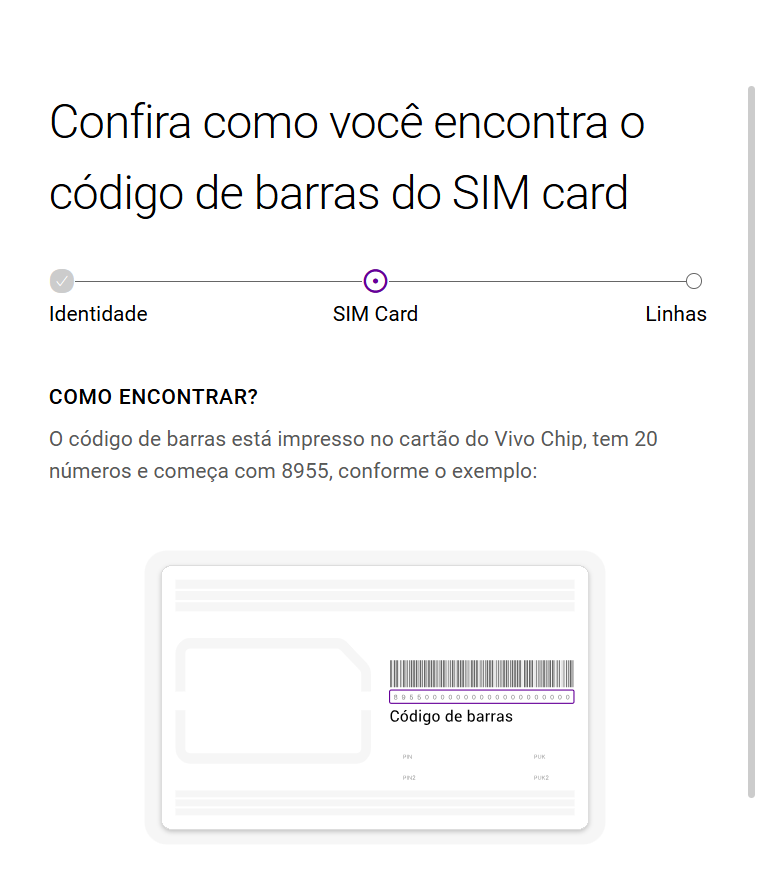 Confira como você encontra o
código de barras do SIM card
Identidade
SIM Card
Linhas
COMO ENCONTRAR?
O código de barras está impresso no cartão do Vivo Chip, tem 20
números e começa com 8955, conforme o exemplo:
89550000000000000000
Código de barras
PIN
PUK
PIN2
PUK2